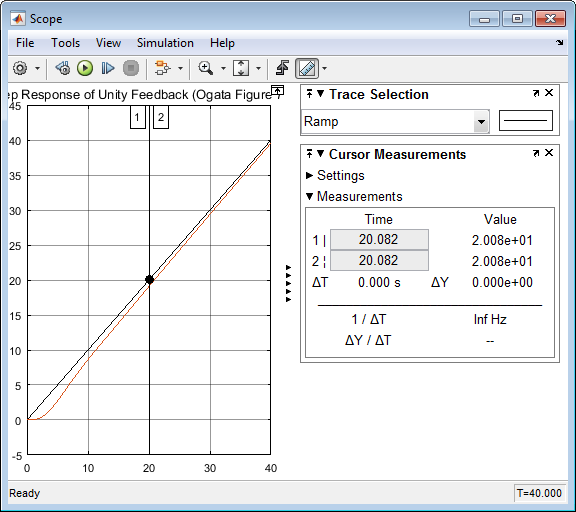 Scope
File Tools View Simulation Help
ep Response of Unity Feedback (Ogata Figure 7
1 2
45
40
35
30
25
20
15
10
5
0
-5
0 10 20 30 40
Trace Selection
Ramp
Cursor Measurements
Settings
Measurements
Time Value
1 | 20.082 2.008e+01
2 ¦ 20.082 2.008e+01
ΔT 0.000 s ΔY 0.000e+00
1 / ΔT Inf Hz
ΔY / ΔT --
Ready T=40.000